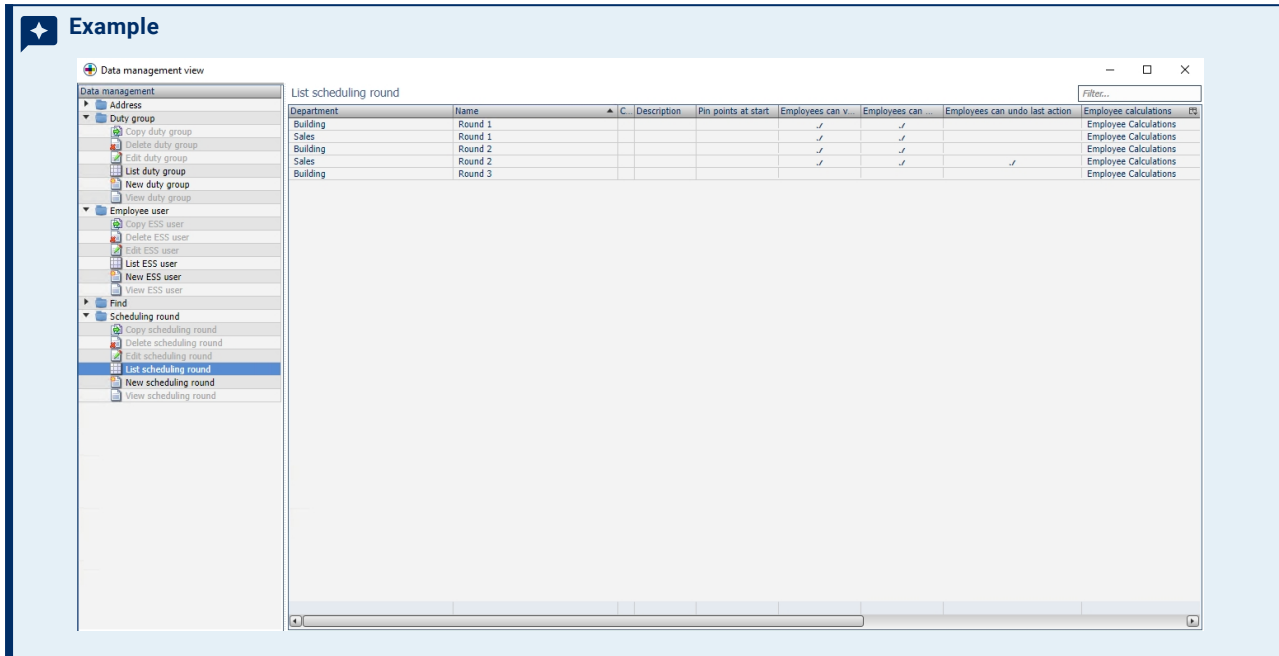 Example
Data management view
Data management
Address
Duty group
Copy duty group
Delete duty group
Edit duty group
List duty group
New duty group
View duty group
Employee user
Copy ESS user
Delete ESS user
Edit ESS user
List ESS user
New ESS user
View ESS user
Find
Scheduling round
Copy scheduling round
Delete scheduling round
Edit scheduling round
List scheduling round
New scheduling round
View scheduling round
List scheduling round
Filter...
Department Name C... Description Pin points at start Employees can v... Employees can ... Employees can undo last action Employee calculations
Building Round 1 Employee Calculations
Sales Round 1 Employee Calculations
Building Round 2 Employee Calculations
Sales Round 2 Employee Calculations
Building Round 3 Employee Calculations